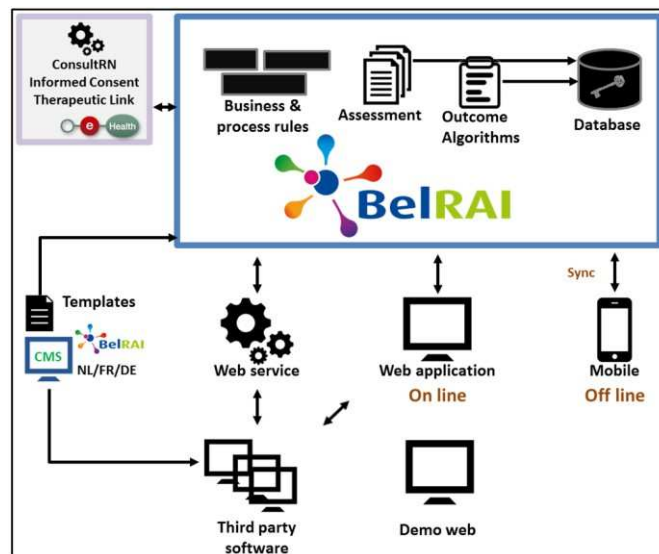 ConsultRN
Informed Consent
Therapeutic Link
e Health
Business &
process rules
Assessment
Outcome
Algorithms
Database
BelRAI
Templates
CMS
BelRAI
NL/FR/DE
Web service
Web application
On line
Sync
Mobile
Off line
Third party
software
Demo web